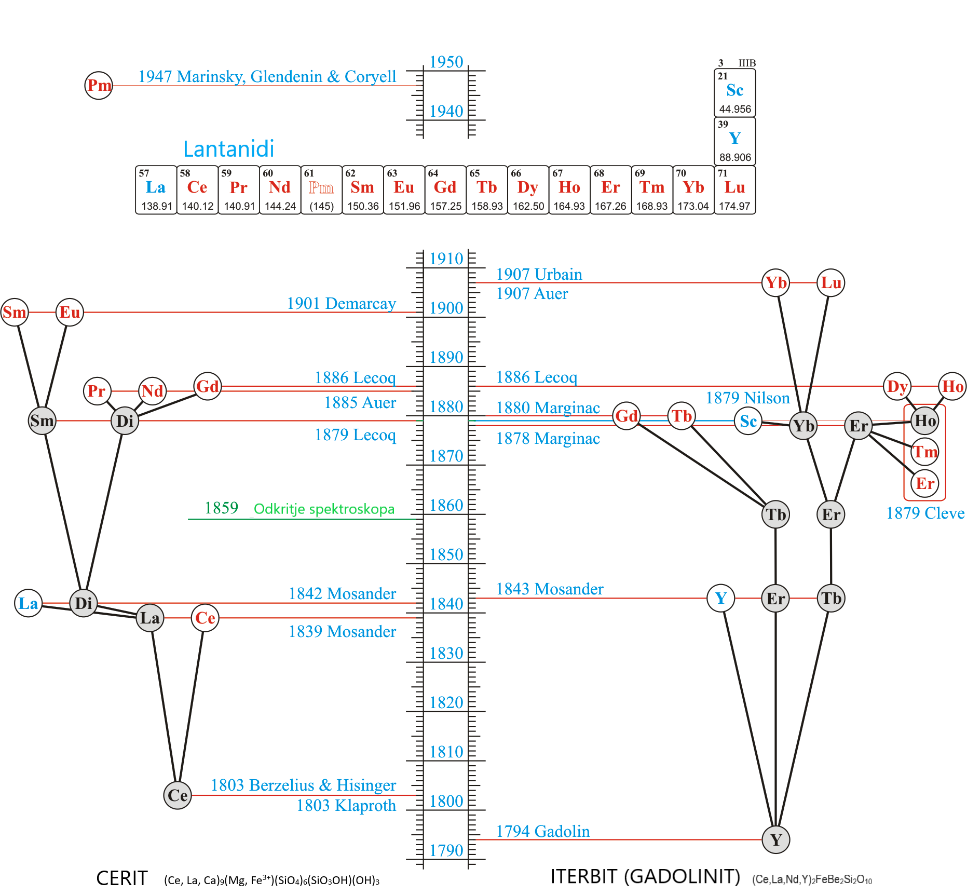 1950
1947 Marinsky, Glendenin & Coryell
Pm
1940
3 IIIB
21
Sc
44.956
39
Y
88.906
Lantanidi
57 58 59 60 61 62 63 64 65 66 67 68 69 70 71
La Ce Pr Nd Pm Sm Eu Gd Tb Dy Ho Er Tm Yb Lu
138.91 140.12 140.91 144.24 (145) 150.36 151.96 157.25 158.93 162.50 164.93 167.26 168.93 173.04 174.97
1910
1907 Urbain
Yb Lu
1907 Auer
1901 Demarcay
Sm Eu
1900
1890
1886 Lecoq
1886 Lecoq
Pr Nd Gd
Dy Ho
1885 Auer
1879 Nilson
1880
1880 Marginac
Gd Tb
Sm Di
Sc Yb Er Ho
1879 Lecoq
1878 Marginac
Tm
1870
Er
1859 Odkritje spektroskopa
1860
Tb Er
1879 Cleve
1850
1842 Mosander
1843 Mosander
La Di
Y Er Tb
1840
La Ce
1839 Mosander
1830
1820
1810
1803 Berzelius & Hisinger
Ce
1803 Klaproth
1800
1794 Gadolin
Y
1790
CERIT (Ce, La, Ca)₉(Mg, Fe³⁺)(SiO₄)₆(SiO₃OH)(OH)₃
ITERBIT (GADOLINIT) (Ce,La,Nd,Y)₂FeBe₂Si₂O₁₀